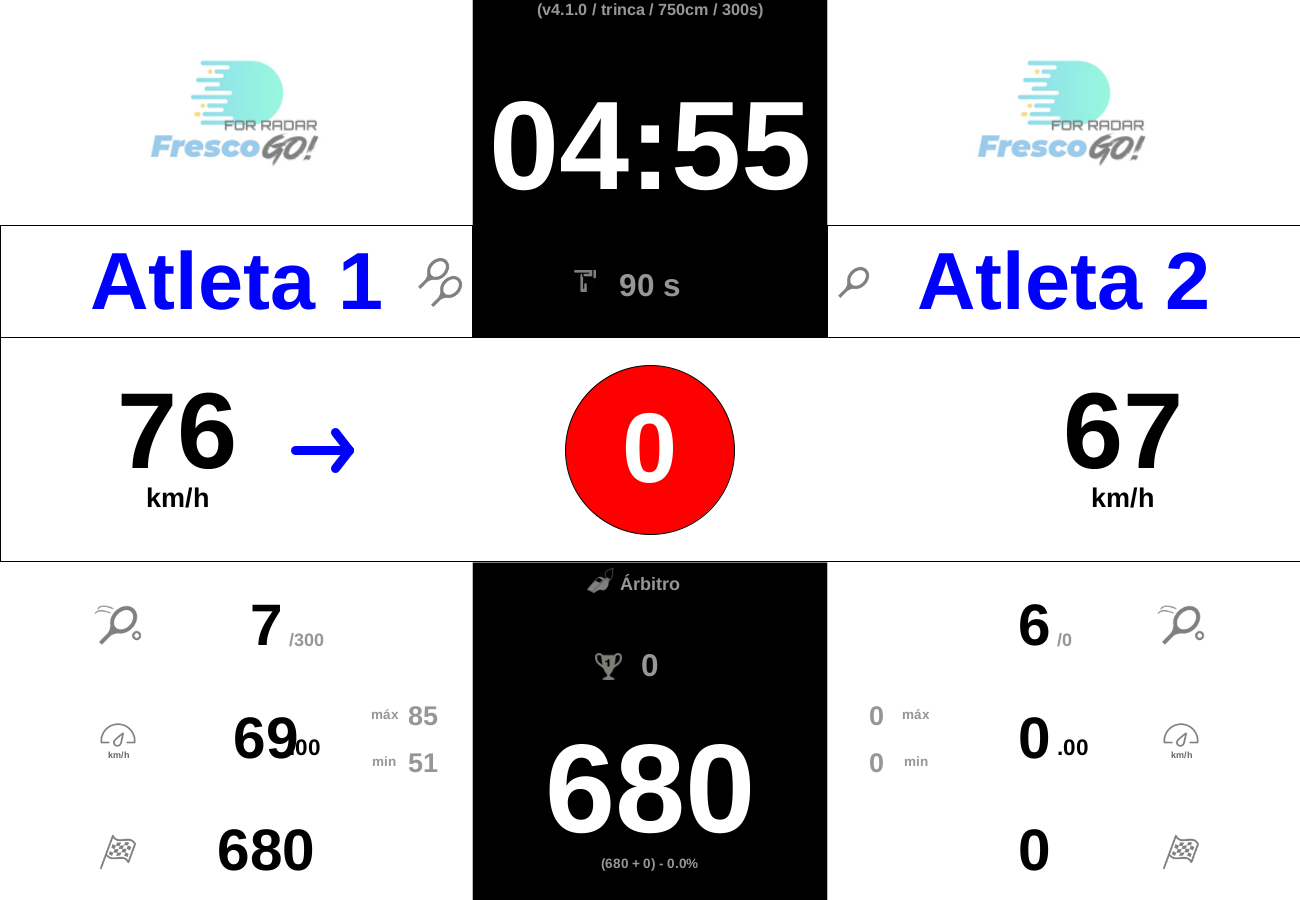 (v4.1.0 / trinca / 750cm / 300s)
FOR RADAR
FrescoGO!
04:55
FOR RADAR
FrescoGO!
Atleta 1
90 s
Atleta 2
76
km/h
0
67
km/h
Árbitro
7 /300
6 /0
1
0
km/h
69.00
máx 85
min 51
680
0 máx
0 min
0 .00
km/h
680
(680 + 0) - 0.0%
0